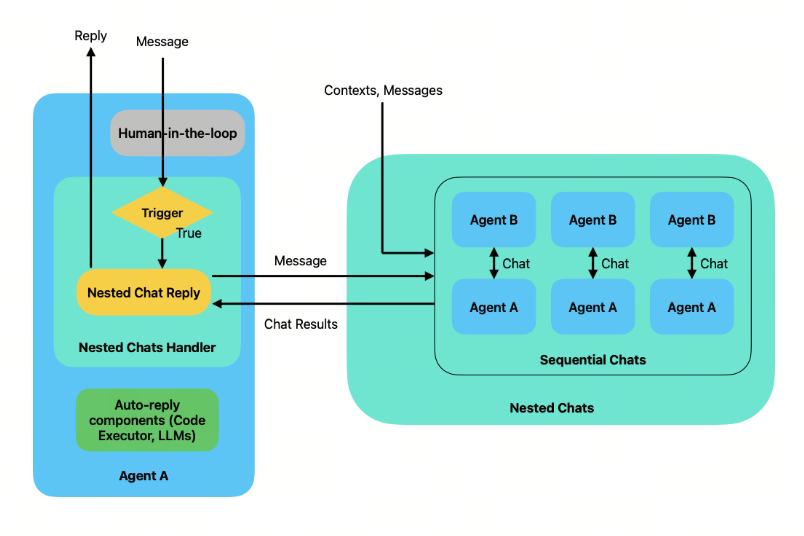 Reply
Message
Human-in-the-loop
Trigger
True
Nested Chat Reply
Nested Chats Handler
Auto-reply
components (Code
Executor, LLMs)
Agent A
Message
Chat Results
Contexts, Messages
Agent B
Agent B
Agent B
Chat
Chat
Chat
Agent A
Agent A
Agent A
Sequential Chats
Nested Chats